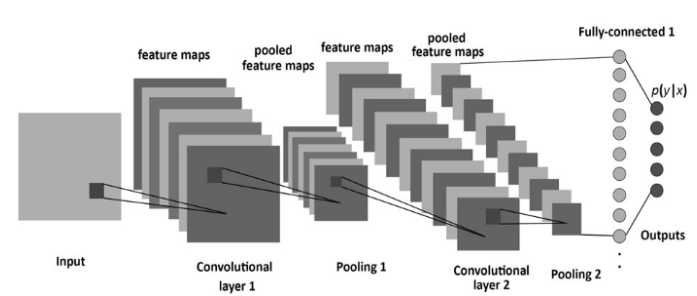 Fully-connected 1
feature maps
pooled
feature maps
feature maps
pooled
feature maps
p(y|x)
Input
Convolutional
layer 1
Pooling 1
Convolutional
layer 2
Pooling 2
Outputs